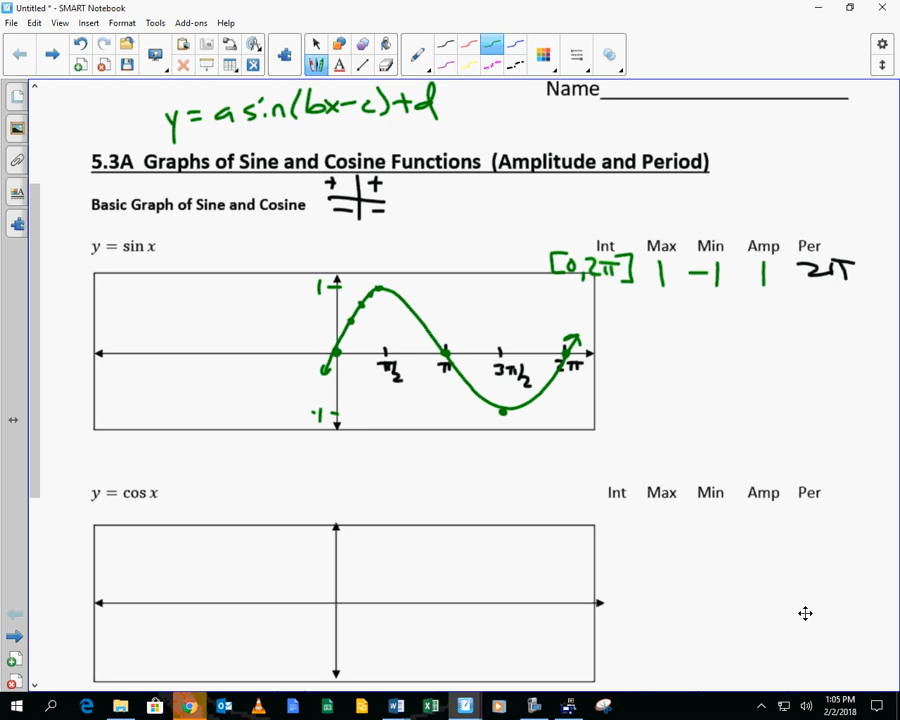 Untitled * - SMART Notebook
File Edit View Insert Format Tools Add-ons Help
y = a sin(bx-c)+d
Name
5.3A Graphs of Sine and Cosine Functions (Amplitude and Period)
+ +
Basic Graph of Sine and Cosine
- -
y = sin x
Int Max Min Amp Per
[0,2π] 1 -1 1 2π
1
π/2 π 3π/2 2π
-1
y = cos x
Int Max Min Amp Per
1:05 PM
2/2/2018